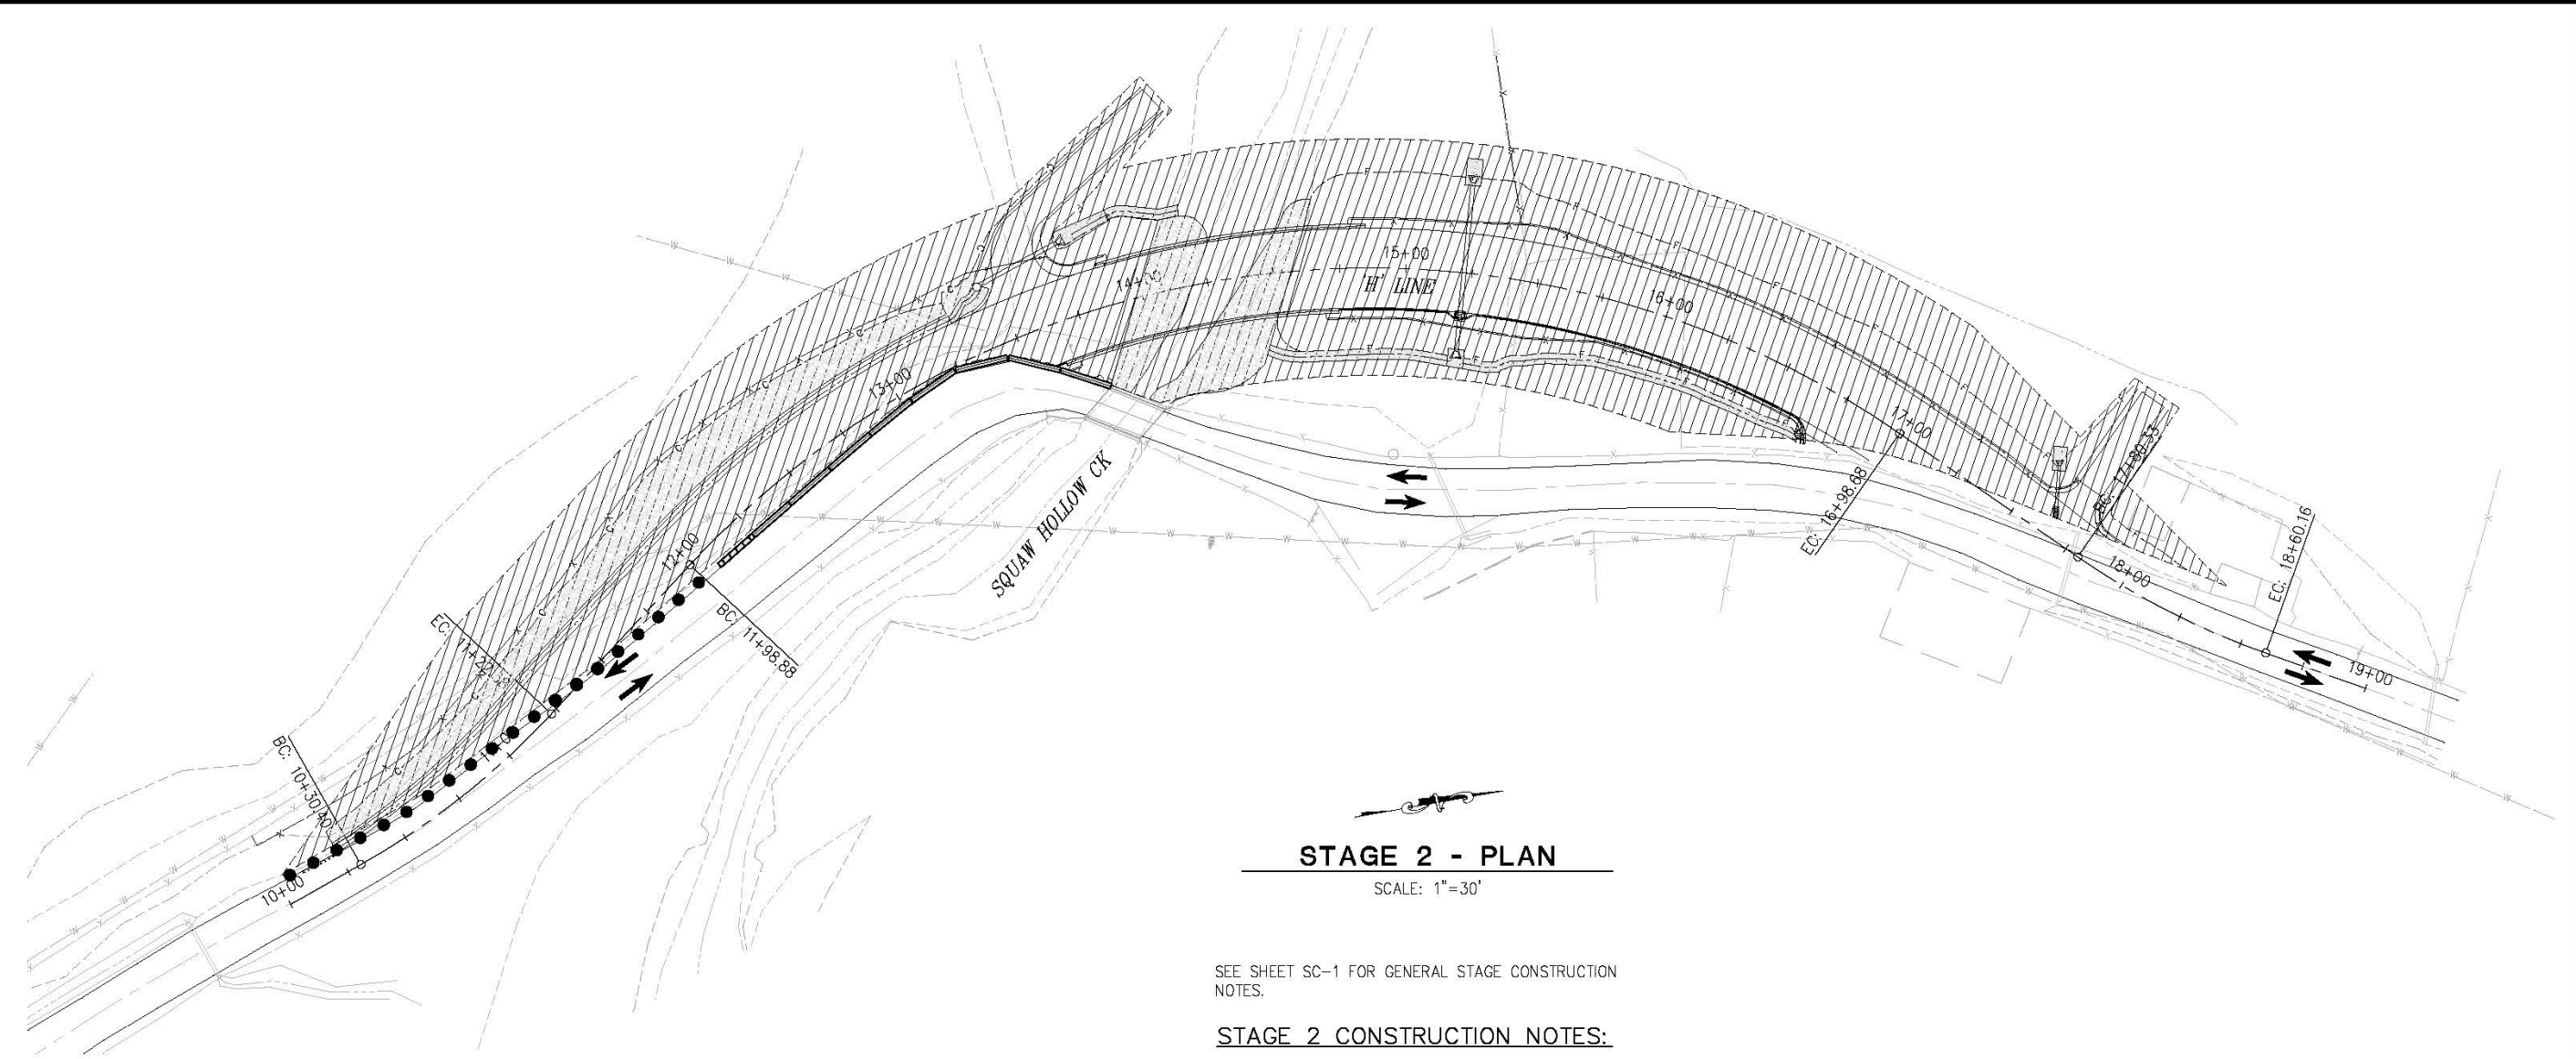 15+00
'H' LINE
16+00
13+00
17+00
12+00
SQUAW HOLLOW CK
EC: 16+98.68
18+00
EC: 18+60.16
BC: 11+98.88
19+00
BC: 10+30.40
10+00
STAGE 2 - PLAN
SCALE: 1"=30'
SEE SHEET SC-1 FOR GENERAL STAGE CONSTRUCTION
NOTES.
STAGE 2 CONSTRUCTION NOTES: